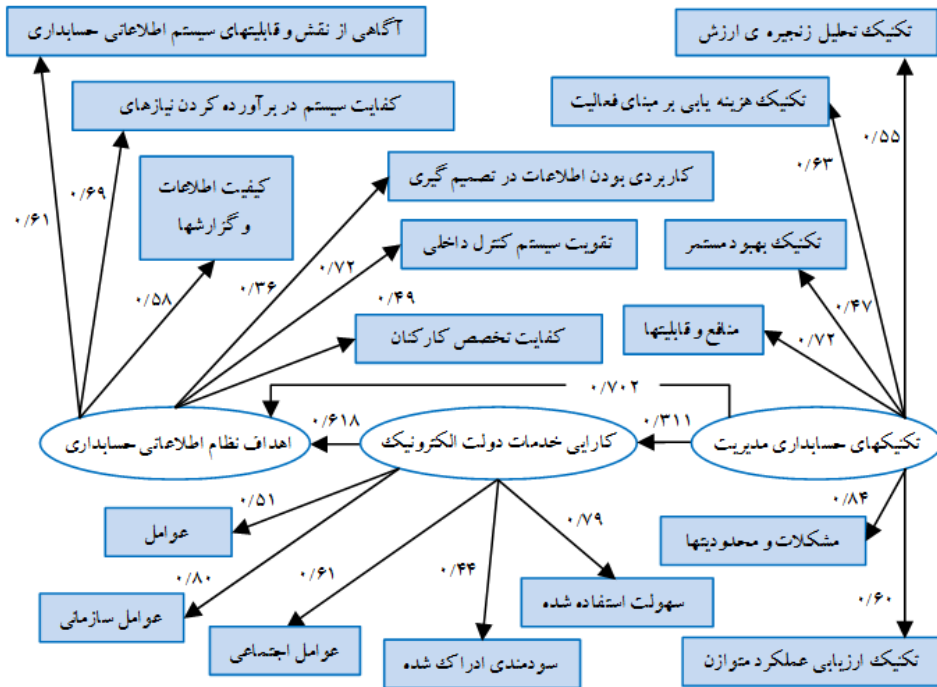 آگاهی از نقش و قابلیتهای سیستم اطلاعاتی حسابداری
تکنیک تحلیل زنجیره ی ارزش
کفایت سیستم در برآورده کردن نیازهای
تکنیک هزینه یابی بر مبنای فعالیت
۰/۵۵
۰/۶۳
۰/۶۱
۰/۶۹
کیفیت اطلاعات
و گزارشها
کاربردی بودن اطلاعات در تصمیم گیری
تقویت سیستم کنترل داخلی
تکنیک بهبود مستمر
۰/۵۸
۰/۳۶
۰/۷۲
۰/۴۹
۰/۴۷
کفایت تخصص کارکنان
منافع و قابلیتها
۰/۷۲
۰/۷۰۲
۰/۳۱۱
۰/۶۱۸
تکنیکهای حسابداری مدیریت
کارایی خدمات دولت الکترونیک
اهداف نظام اطلاعاتی حسابداری
۰/۸۴
۰/۵۱
عوامل
مشکلات و محدودیتها
۰/۷۹
۰/۴۴
۰/۶۱
۰/۸۰
۰/۶۰
سهولت استفاده شده
عوامل سازمانی
عوامل اجتماعی
سودمندی ادراک شده
تکنیک ارزیابی عملکرد متوازن